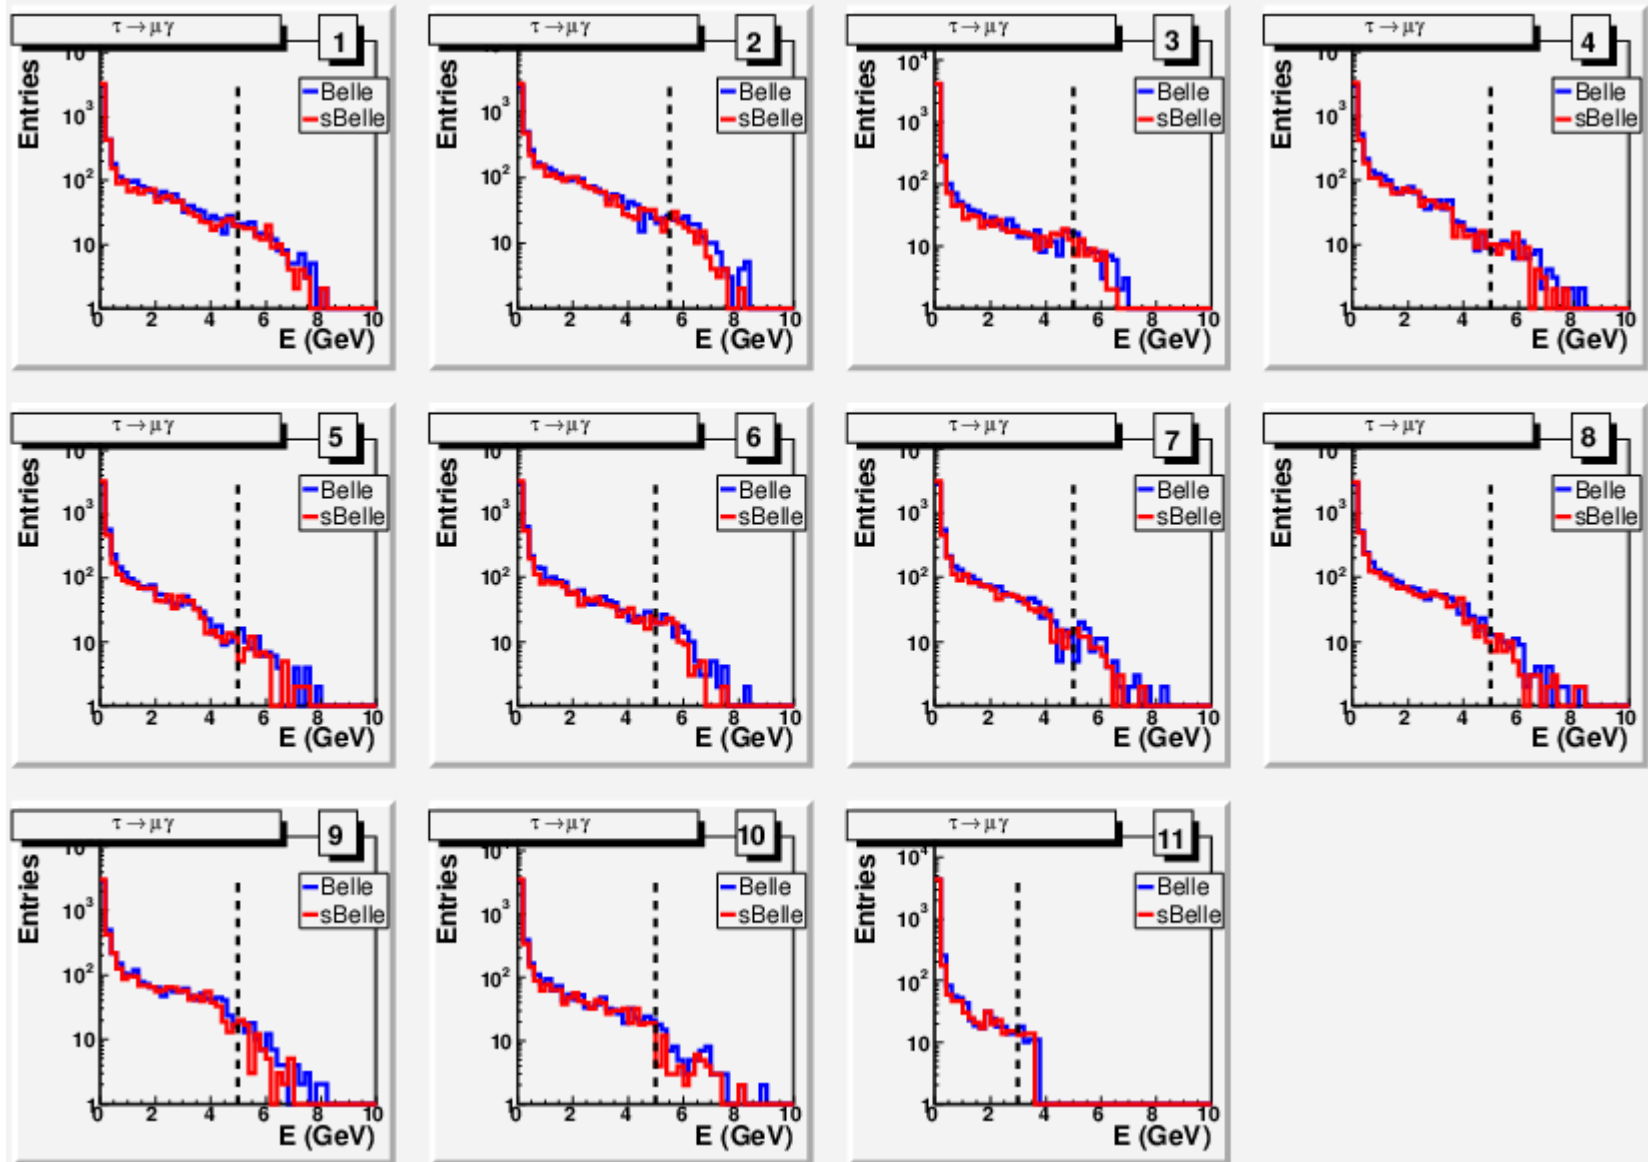 τ→μγ 1
Entries
10
10³
10²
10
1
Belle
sBelle
0 2 4 6 8 10
E (GeV)
τ→μγ 2
Entries
10³
10²
10
1
Belle
sBelle
0 2 4 6 8 10
E (GeV)
τ→μγ 3
Entries
10⁴
10³
10²
10
1
Belle
sBelle
0 2 4 6 8 10
E (GeV)
τ→μγ 4
Entries
10
10³
10²
10
1
Belle
sBelle
0 2 4 6 8 10
E (GeV)
τ→μγ 5
Entries
10
10³
10²
10
1
Belle
sBelle
0 2 4 6 8 10
E (GeV)
τ→μγ 6
Entries
10
10³
10²
10
1
Belle
sBelle
0 2 4 6 8 10
E (GeV)
τ→μγ 7
Entries
10
10³
10²
10
1
Belle
sBelle
0 2 4 6 8 10
E (GeV)
τ→μγ 8
Entries
10
10³
10²
10
1
Belle
sBelle
0 2 4 6 8 10
E (GeV)
τ→μγ 9
Entries
10
10³
10²
10
1
Belle
sBelle
0 2 4 6 8 10
E (GeV)
τ→μγ 10
Entries
10⁴
10³
10²
10
1
Belle
sBelle
0 2 4 6 8 10
E (GeV)
τ→μγ 11
Entries
10⁴
10³
10²
10
1
Belle
sBelle
0 2 4 6 8 10
E (GeV)